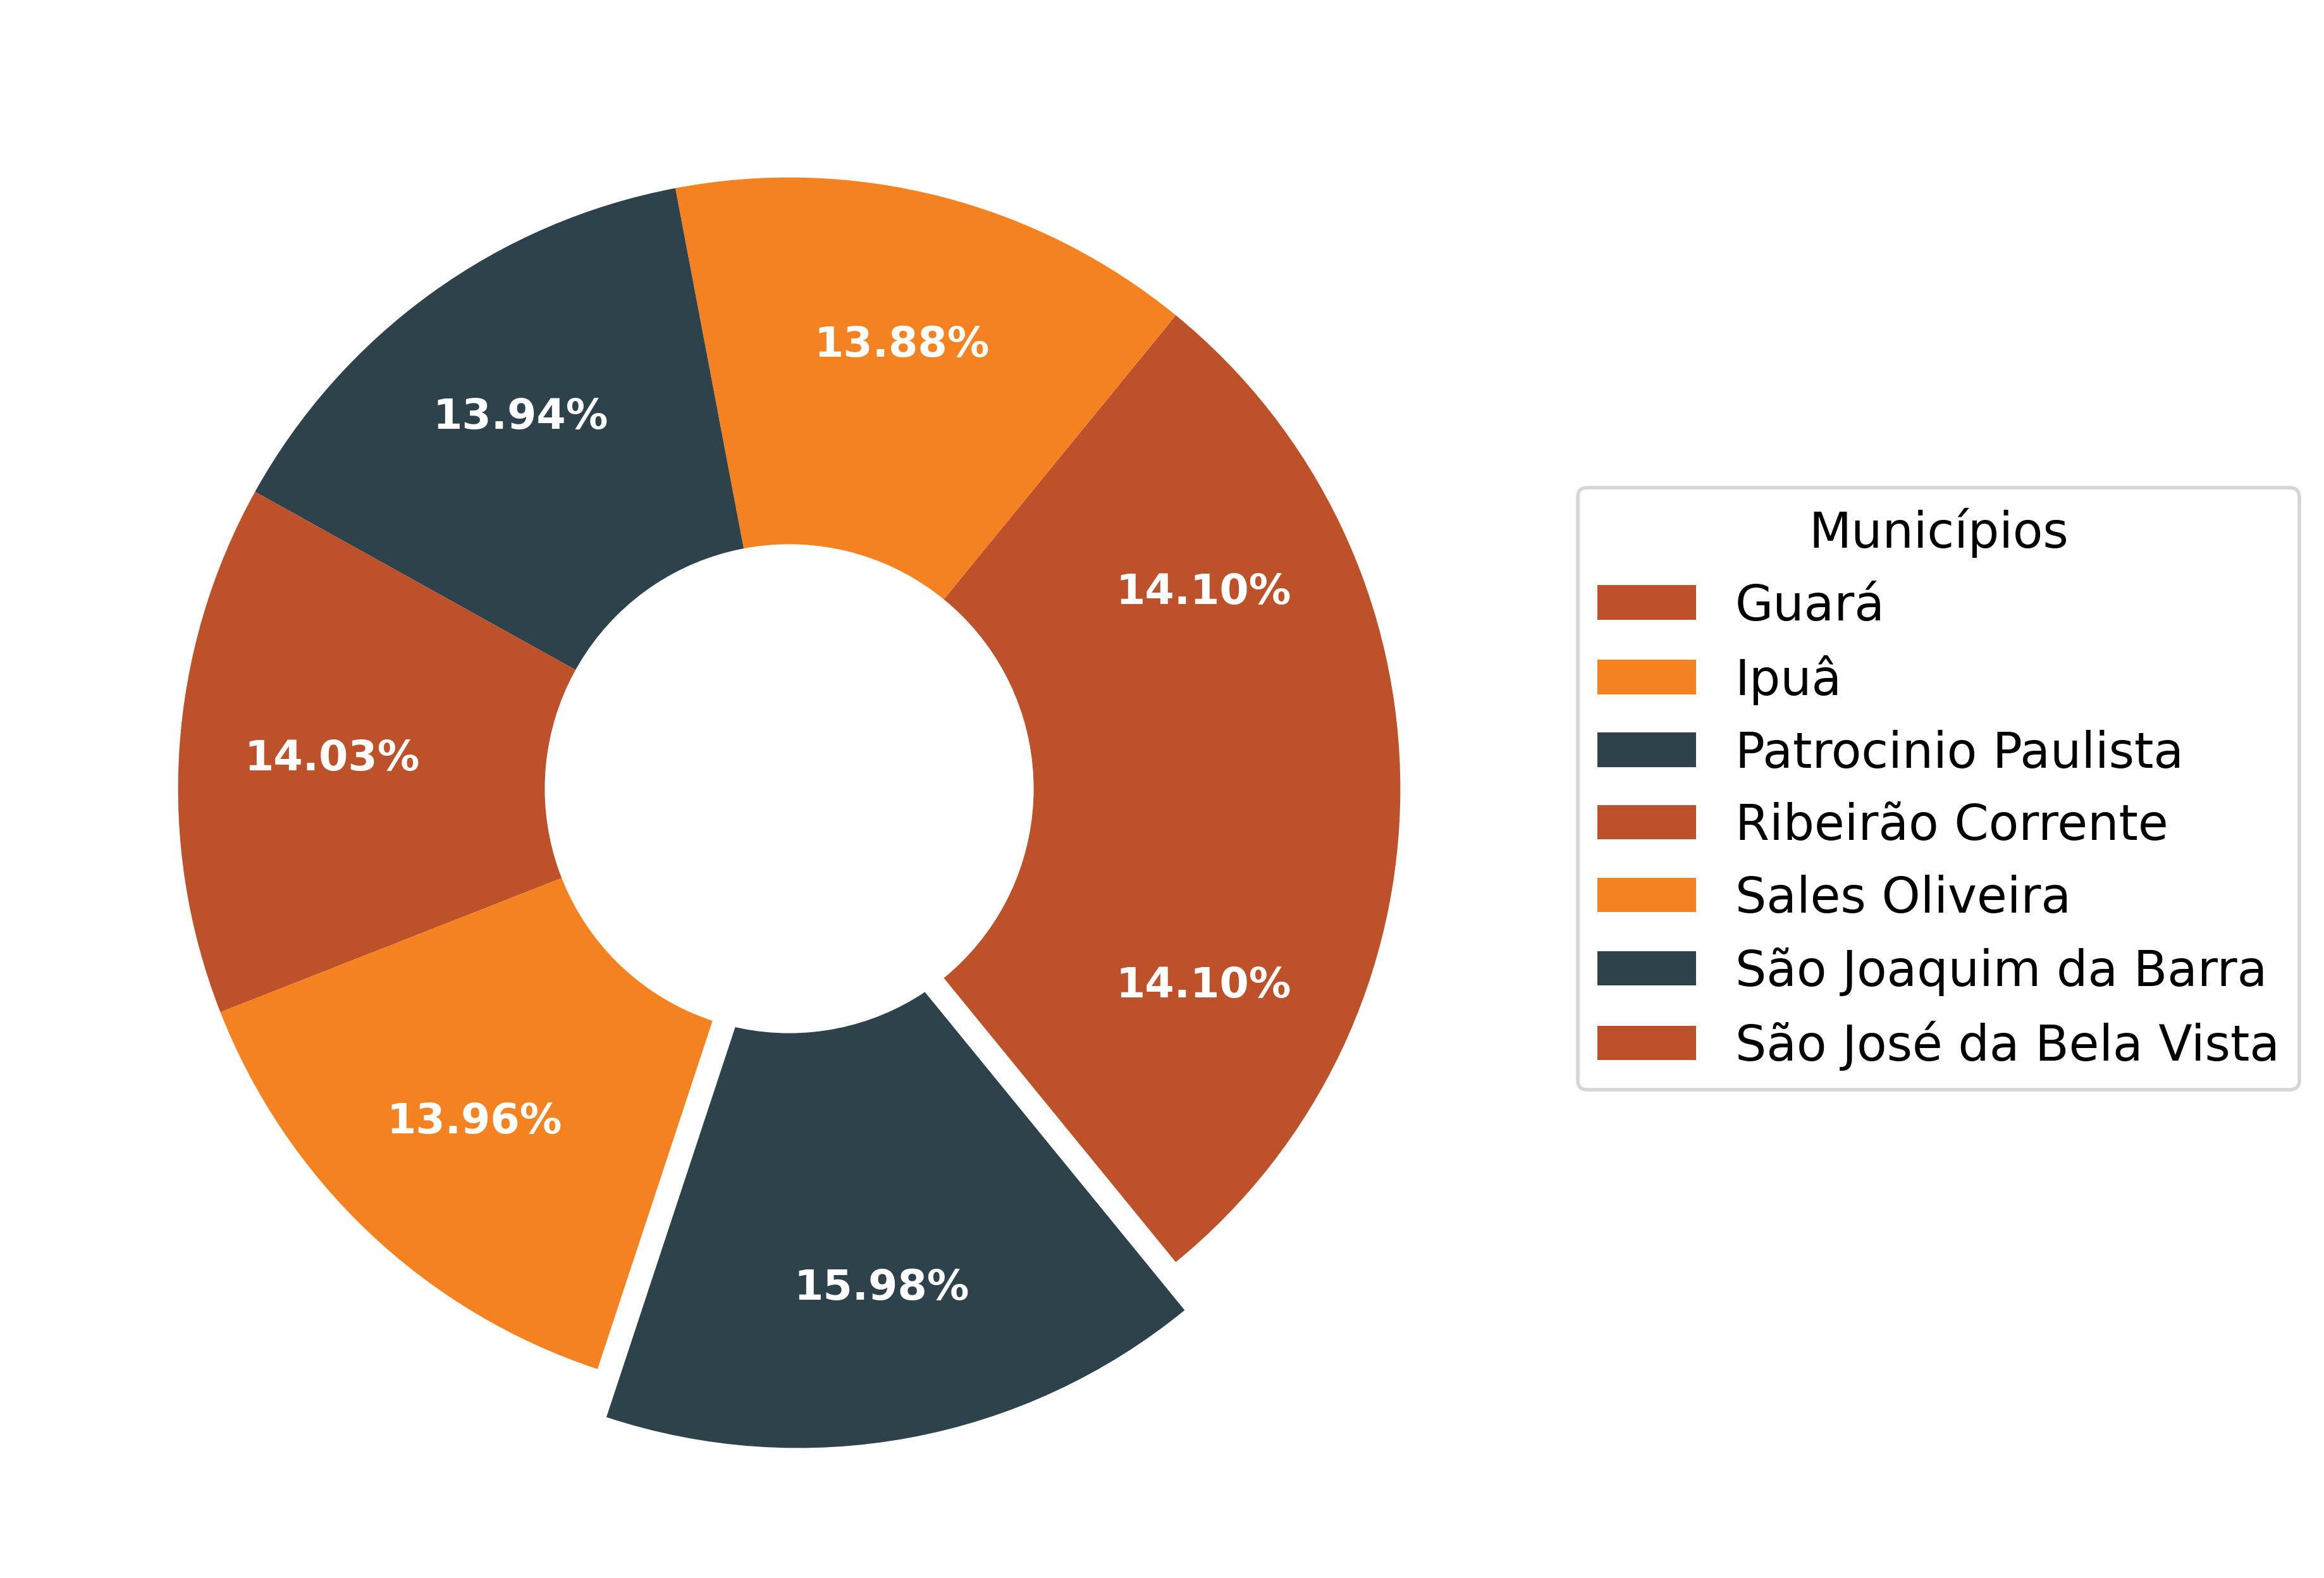 13.88%
13.94%
14.10%
14.03%
14.10%
13.96%
15.98%
Municípios
Guará
Ipuâ
Patrocinio Paulista
Ribeirão Corrente
Sales Oliveira
São Joaquim da Barra
São José da Bela Vista